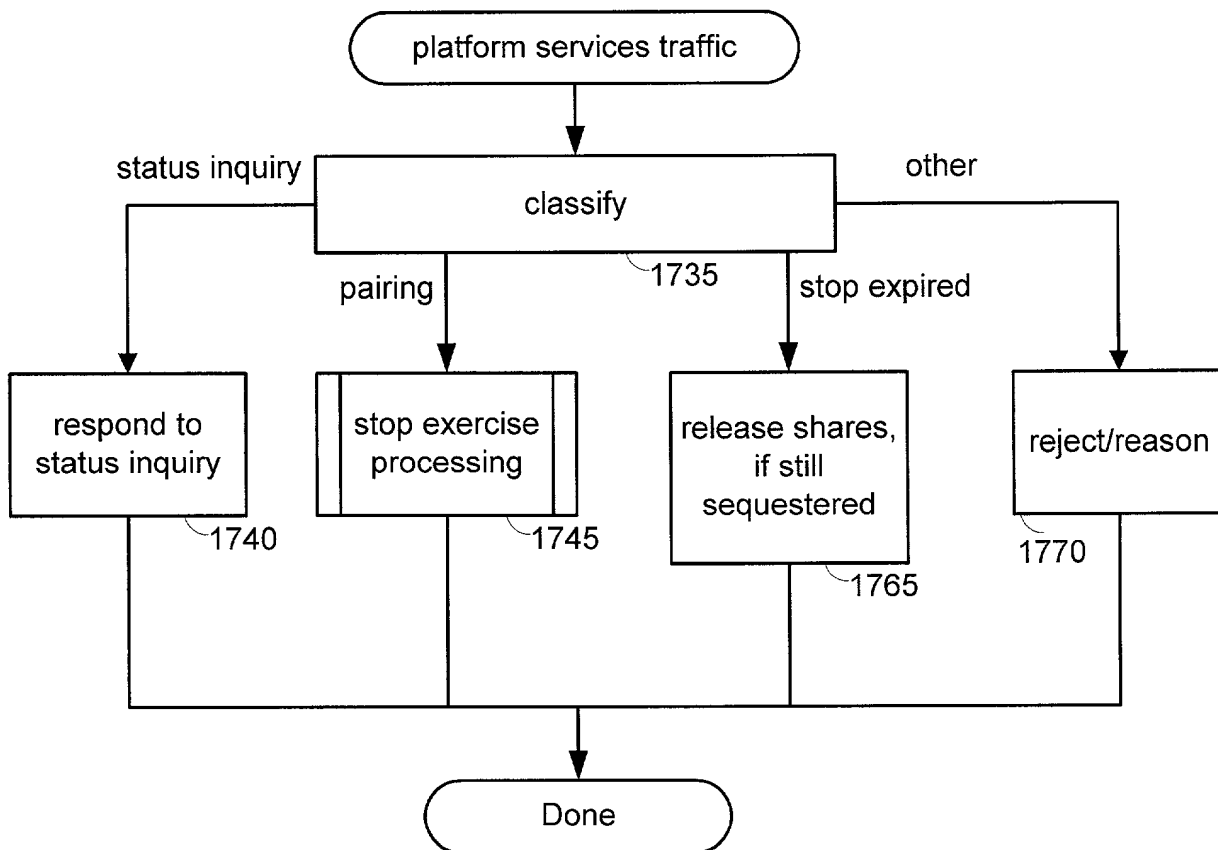 platform services traffic
status inquiry
other
classify
1735
pairing
stop expired
respond to
status inquiry
1740
stop exercise
processing
1745
release shares,
if still
sequestered
1765
reject/reason
1770
Done